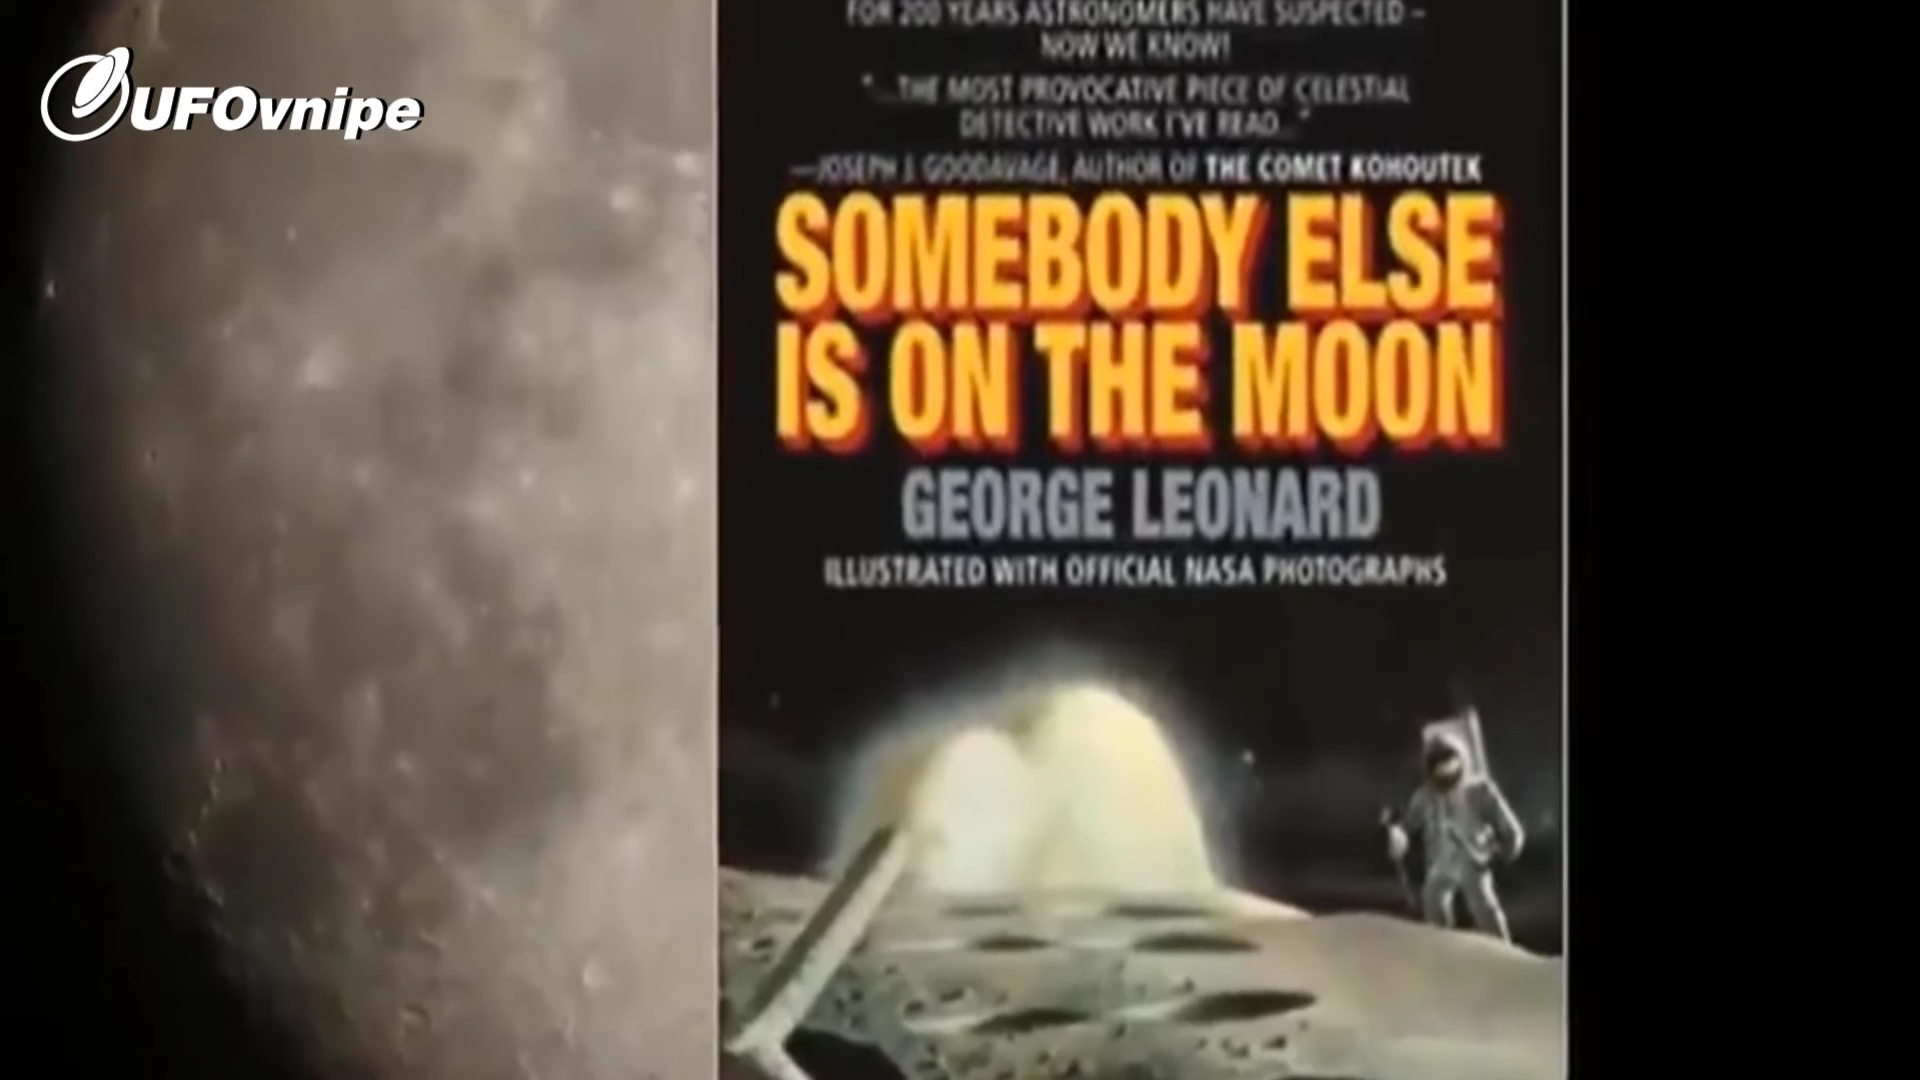 UFOvnipe
FOR 200 YEARS ASTRONOMERS HAVE SUSPECTED –
NOW WE KNOW!
"...THE MOST PROVOCATIVE PIECE OF CELESTIAL
DETECTIVE WORK I'VE READ..."
—JOSEPH J. GOODAVAGE, AUTHOR OF THE COMET KOHOUTEK
SOMEBODY ELSE
IS ON THE MOON
GEORGE LEONARD
ILLUSTRATED WITH OFFICIAL NASA PHOTOGRAPHS